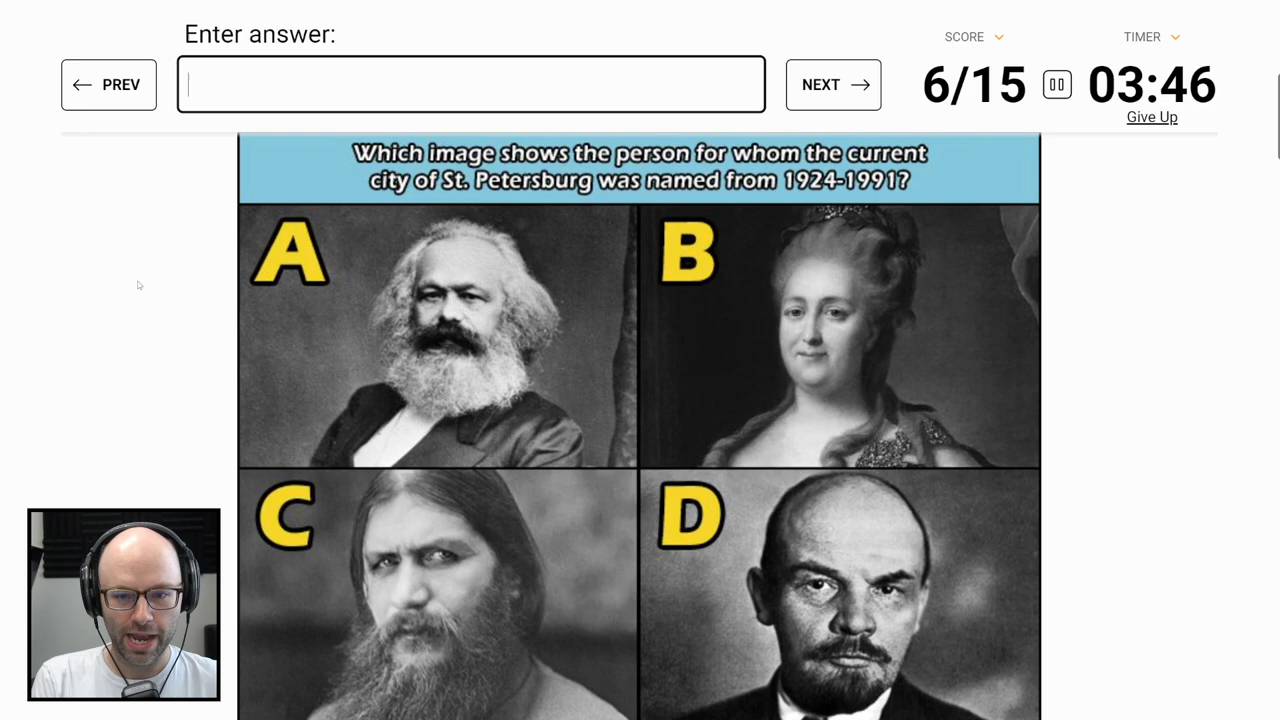 Enter answer:
SCORE
TIMER
PREV
NEXT
6/15
03:46
Give Up
Which image shows the person for whom the current
city of St. Petersburg was named from 1924-1991?
A
B
C
D